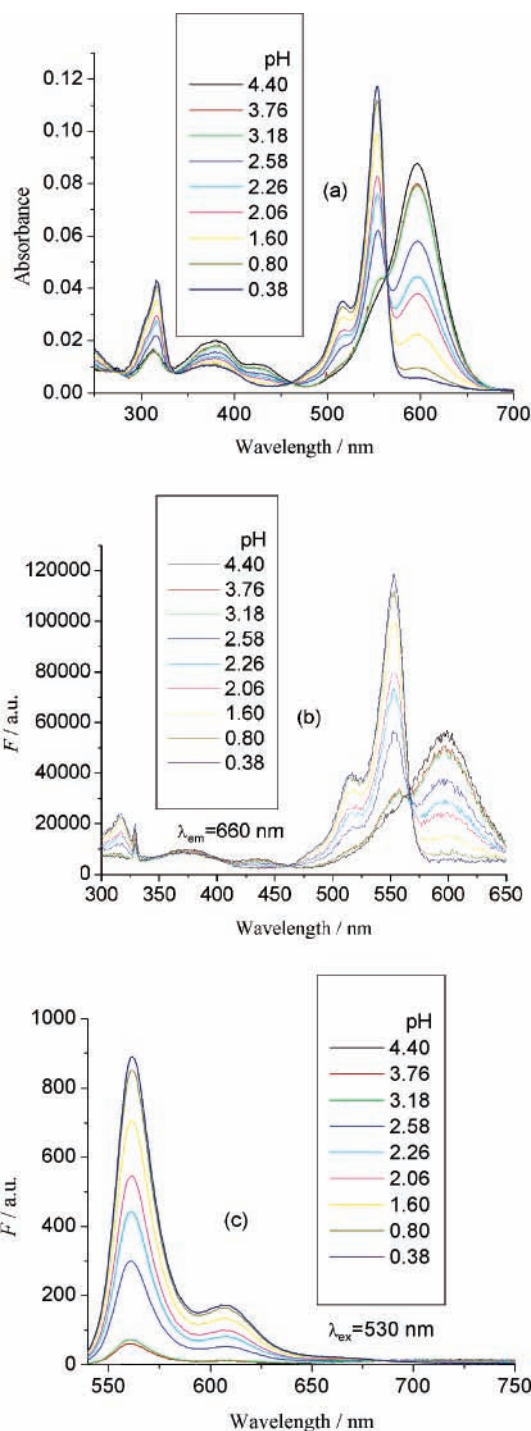 pH
4.40
3.76
3.18
2.58
2.26
2.06
1.60
0.80
0.38
(a)
0.12
0.10
0.08
0.06
0.04
0.02
0.00
Absorbance
300 400 500 600 700
Wavelength / nm
pH
4.40
3.76
3.18
2.58
2.26
2.06
1.60
0.80
0.38
(b)
λem=660 nm
120000
100000
80000
60000
40000
20000
0
F / a.u.
300 350 400 450 500 550 600 650
Wavelength / nm
pH
4.40
3.76
3.18
2.58
2.26
2.06
1.60
0.80
0.38
(c)
λex=530 nm
1000
800
600
400
200
0
F / a.u.
550 600 650 700 750
Wavelength / nm